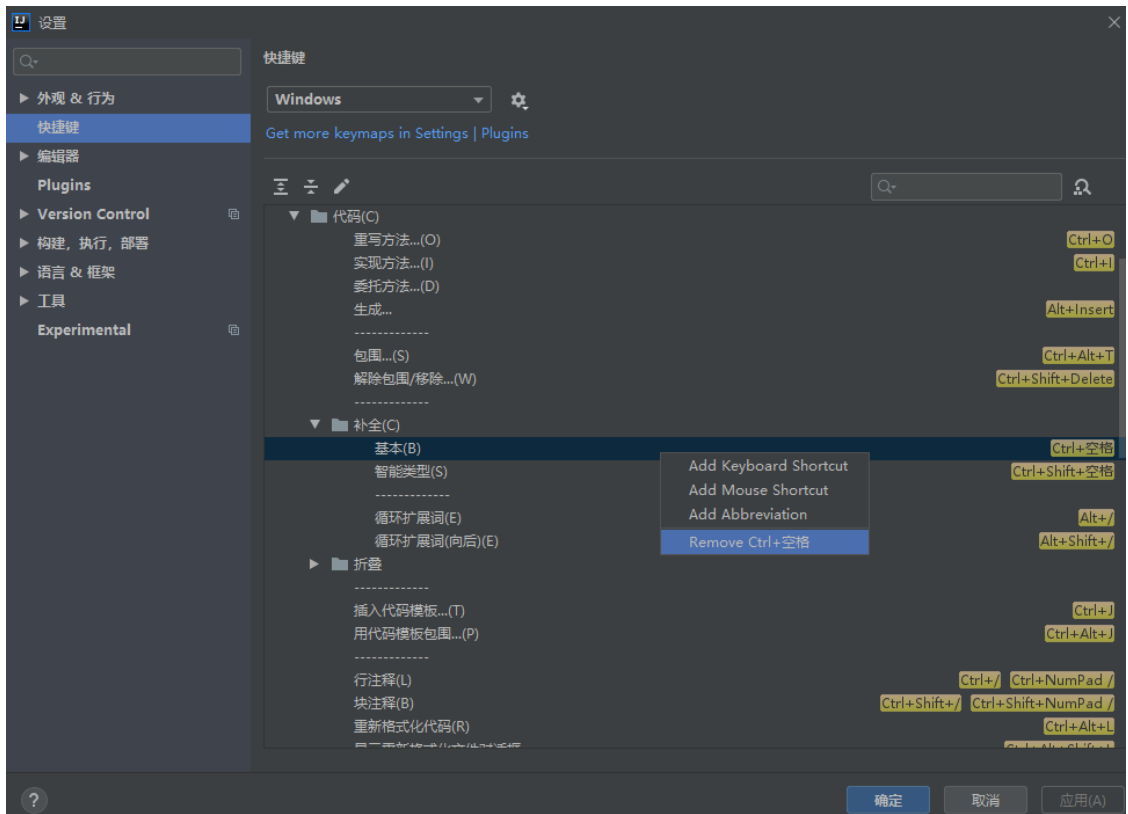 设置
快捷键
外观 & 行为
Windows
快捷键
Get more keymaps in Settings | Plugins
编辑器
Plugins
Version Control
构建, 执行, 部署
语言 & 框架
工具
Experimental
代码(C)
重写方法...(O) Ctrl+O
实现方法...(I) Ctrl+I
委托方法...(D)
生成... Alt+Insert
-------------
包围...(S) Ctrl+Alt+T
解除包围/移除...(W) Ctrl+Shift+Delete
-------------
补全(C)
基本(B) Ctrl+空格
智能类型(S) Ctrl+Shift+空格
-------------
循环扩展词(E) Alt+/
循环扩展词(向后)(E) Alt+Shift+/
Add Keyboard Shortcut
Add Mouse Shortcut
Add Abbreviation
Remove Ctrl+空格
折叠
-------------
插入代码模板...(T) Ctrl+J
用代码模板包围...(P) Ctrl+Alt+J
-------------
行注释(L) Ctrl+/ Ctrl+NumPad /
块注释(B) Ctrl+Shift+/ Ctrl+Shift+NumPad /
重新格式化代码(R) Ctrl+Alt+L
?
确定
取消
应用(A)